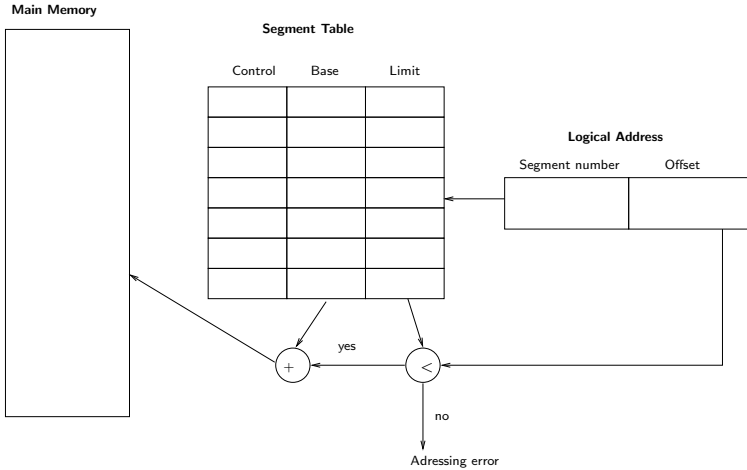 Main Memory
Segment Table
Control Base Limit
Logical Address
Segment number Offset
yes
+ <
no
Adressing error